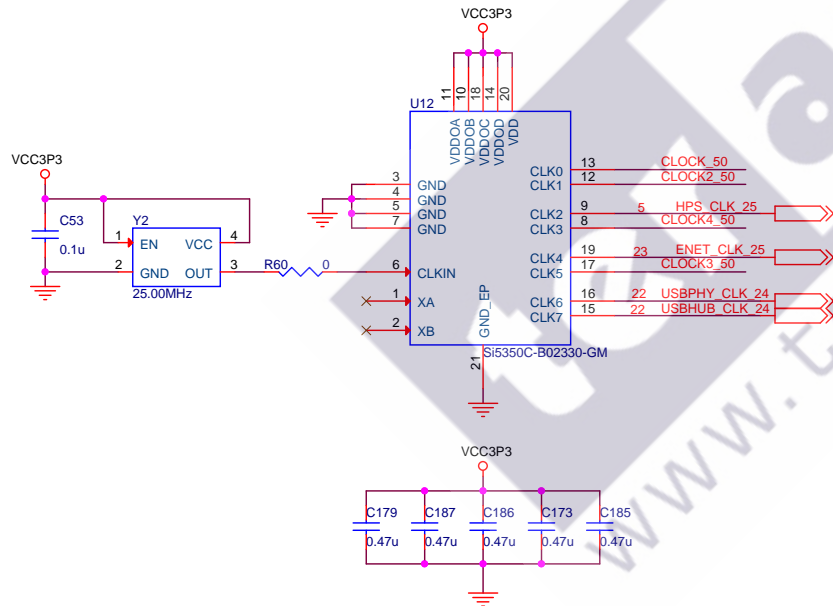 VCC3P3
11
10
18
14
20
U12
VDDOA
VDDOB
VDDOC
VDDOD
VDD
VCC3P3
C53
0.1u
Y2
1 EN VCC 4
2 GND OUT 3
25.00MHz
R60 0
3 GND
4 GND
5 GND
7 GND
6 CLKIN
1 XA
2 XB
GND_EP
21
CLK0 13 CLOCK_50
CLK1 12 CLOCK2_50
CLK2 9 5 HPS_CLK_25
CLK3 8 CLOCK4_50
CLK4 19 23 ENET_CLK_25
CLK5 17 CLOCK3_50
CLK6 16 22 USBPHY_CLK_24
CLK7 15 22 USBHUB_CLK_24
Si5350C-B02330-GM
VCC3P3
C179 C187 C186 C173 C185
0.47u 0.47u 0.47u 0.47u 0.47u
tera
www.t